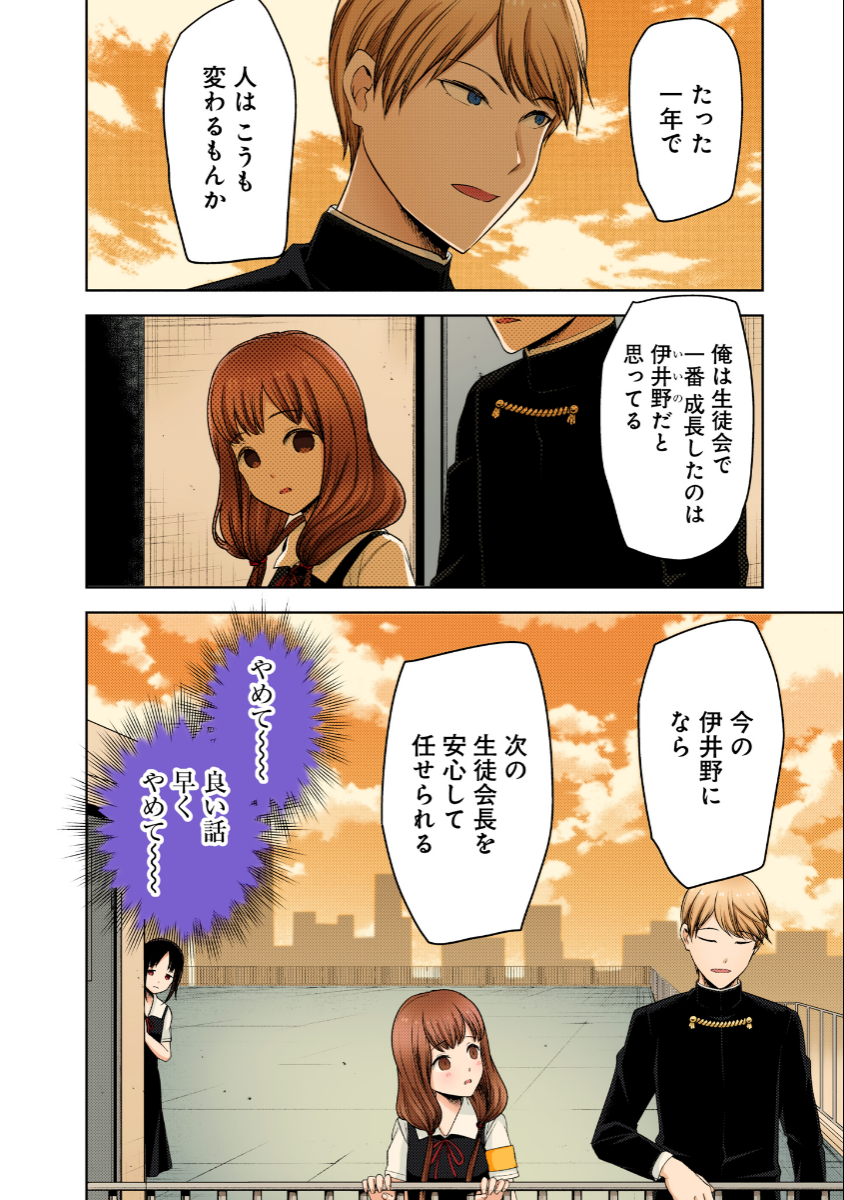 たった
一年で
人は こうも
変わるもんか
俺は生徒会で
一番 成長したのは
いいの
伊井野だと
思ってる
今の
伊井野に
なら
次の
生徒会長を
安心して
任せられる
やめて〜〜〜
良い話
早く
やめて〜〜〜〜